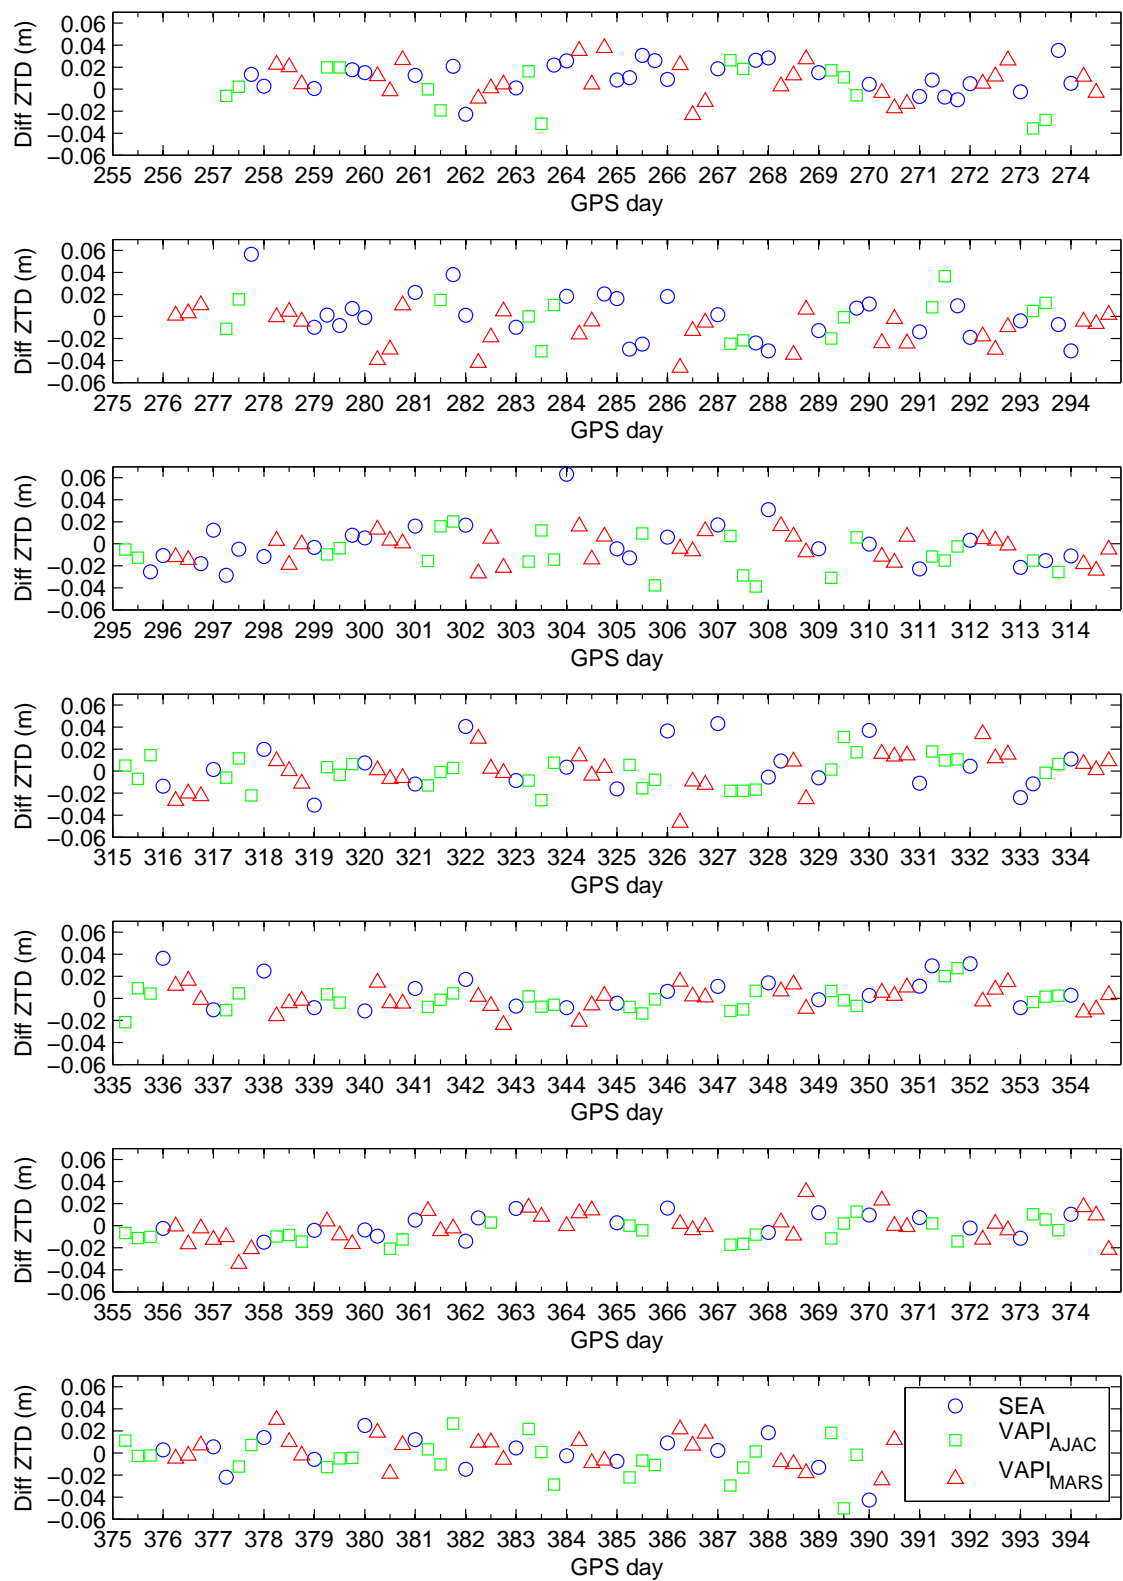 0.06
0.04
0.02
0
−0.02
−0.04
−0.06
Diff ZTD (m)
255 256 257 258 259 260 261 262 263 264 265 266 267 268 269 270 271 272 273 274
GPS day
0.06
0.04
0.02
0
−0.02
−0.04
−0.06
Diff ZTD (m)
275 276 277 278 279 280 281 282 283 284 285 286 287 288 289 290 291 292 293 294
GPS day
0.06
0.04
0.02
0
−0.02
−0.04
−0.06
Diff ZTD (m)
295 296 297 298 299 300 301 302 303 304 305 306 307 308 309 310 311 312 313 314
GPS day
0.06
0.04
0.02
0
−0.02
−0.04
−0.06
Diff ZTD (m)
315 316 317 318 319 320 321 322 323 324 325 326 327 328 329 330 331 332 333 334
GPS day
0.06
0.04
0.02
0
−0.02
−0.04
−0.06
Diff ZTD (m)
335 336 337 338 339 340 341 342 343 344 345 346 347 348 349 350 351 352 353 354
GPS day
0.06
0.04
0.02
0
−0.02
−0.04
−0.06
Diff ZTD (m)
355 356 357 358 359 360 361 362 363 364 365 366 367 368 369 370 371 372 373 374
GPS day
0.06
0.04
0.02
0
−0.02
−0.04
−0.06
Diff ZTD (m)
SEA
VAPI_AJAC
VAPI_MARS
375 376 377 378 379 380 381 382 383 384 385 386 387 388 389 390 391 392 393 394
GPS day